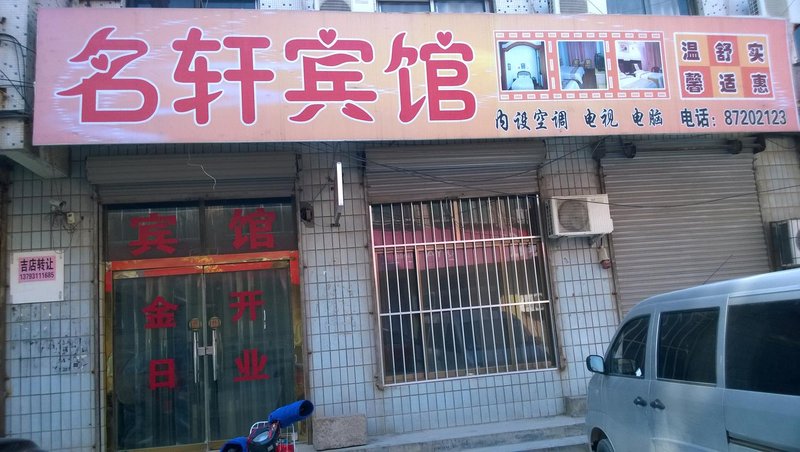 名轩宾馆
温舒实
馨适惠
内设空调 电视 电脑 电话：87202123
宾馆
今日
开业
吉店转让
13793111685